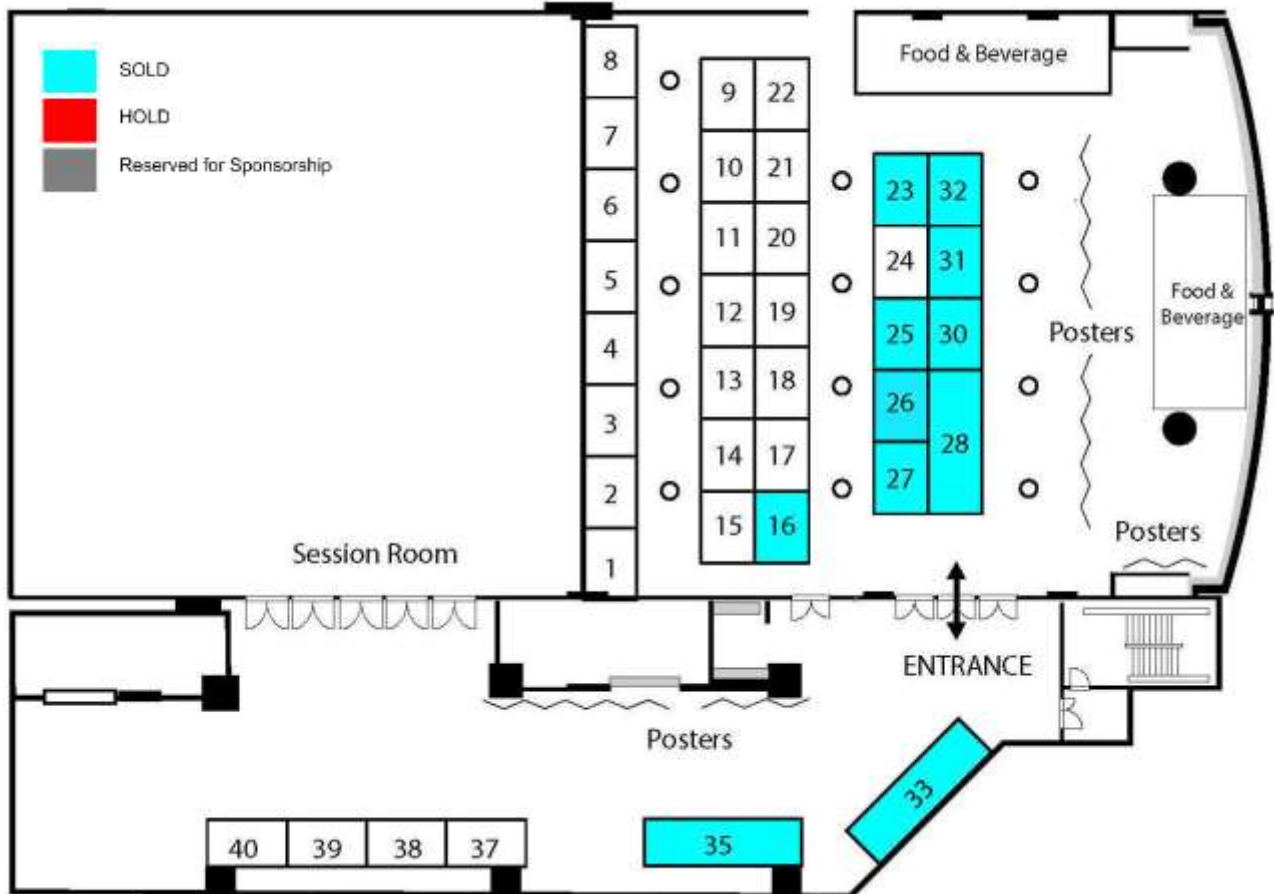 SOLD
HOLD
Reserved for Sponsorship
Food & Beverage
8
9 22
7
10 21
23 32
6
11 20
24 31
5
Food &
Beverage
12 19
25 30
Posters
4
13 18
26
3
28
14 17
27
2
15 16
Posters
Session Room
1
ENTRANCE
Posters
33
35
40 39 38 37